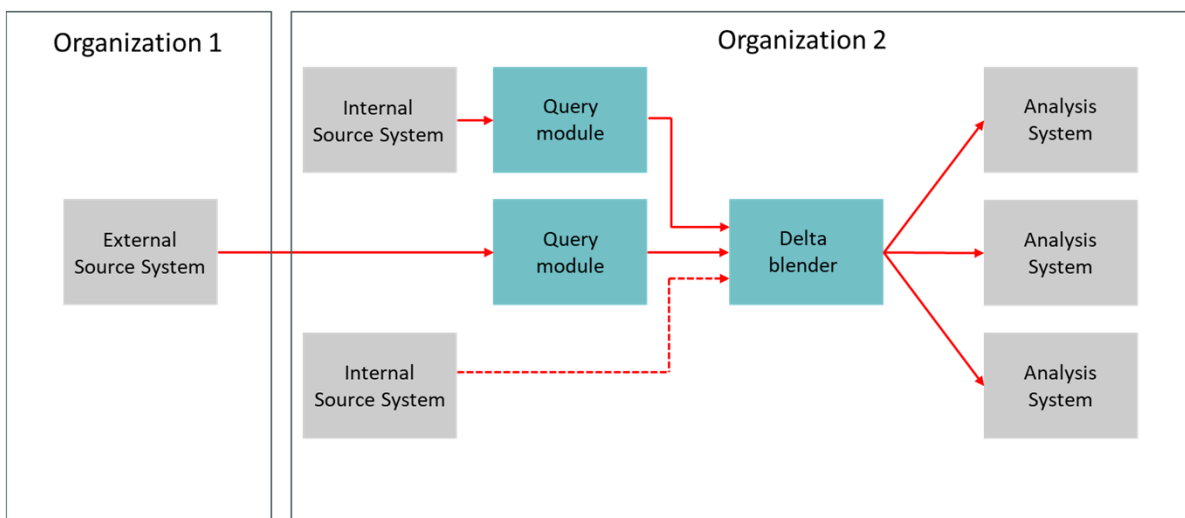 Organization 1
Organization 2
Internal
Source System
Query
module
Analysis
System
External
Source System
Query
module
Delta
blender
Analysis
System
Internal
Source System
Analysis
System